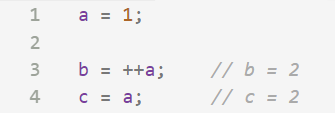 1 a = 1;
2
3 b = ++a; // b = 2
4 c = a; // c = 2